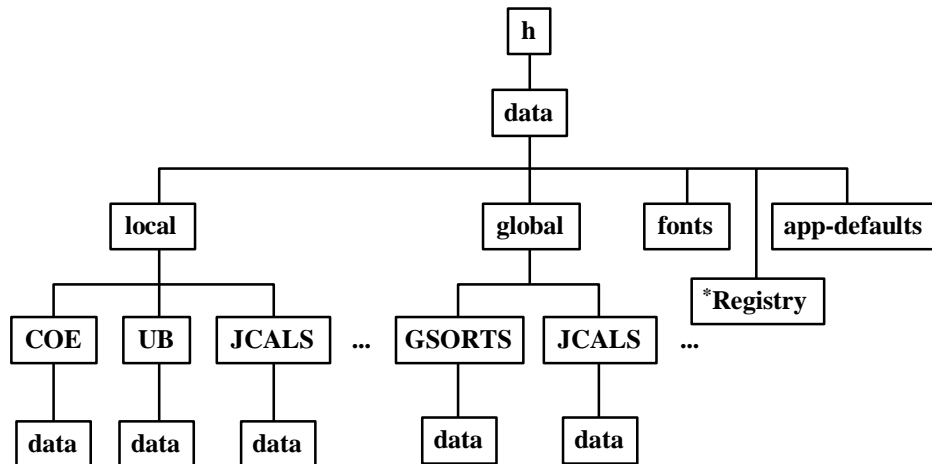 h
data
local
global
fonts
app-defaults
*Registry
COE
UB
JCALS
...
GSORTS
JCALS
...
data
data
data
data
data